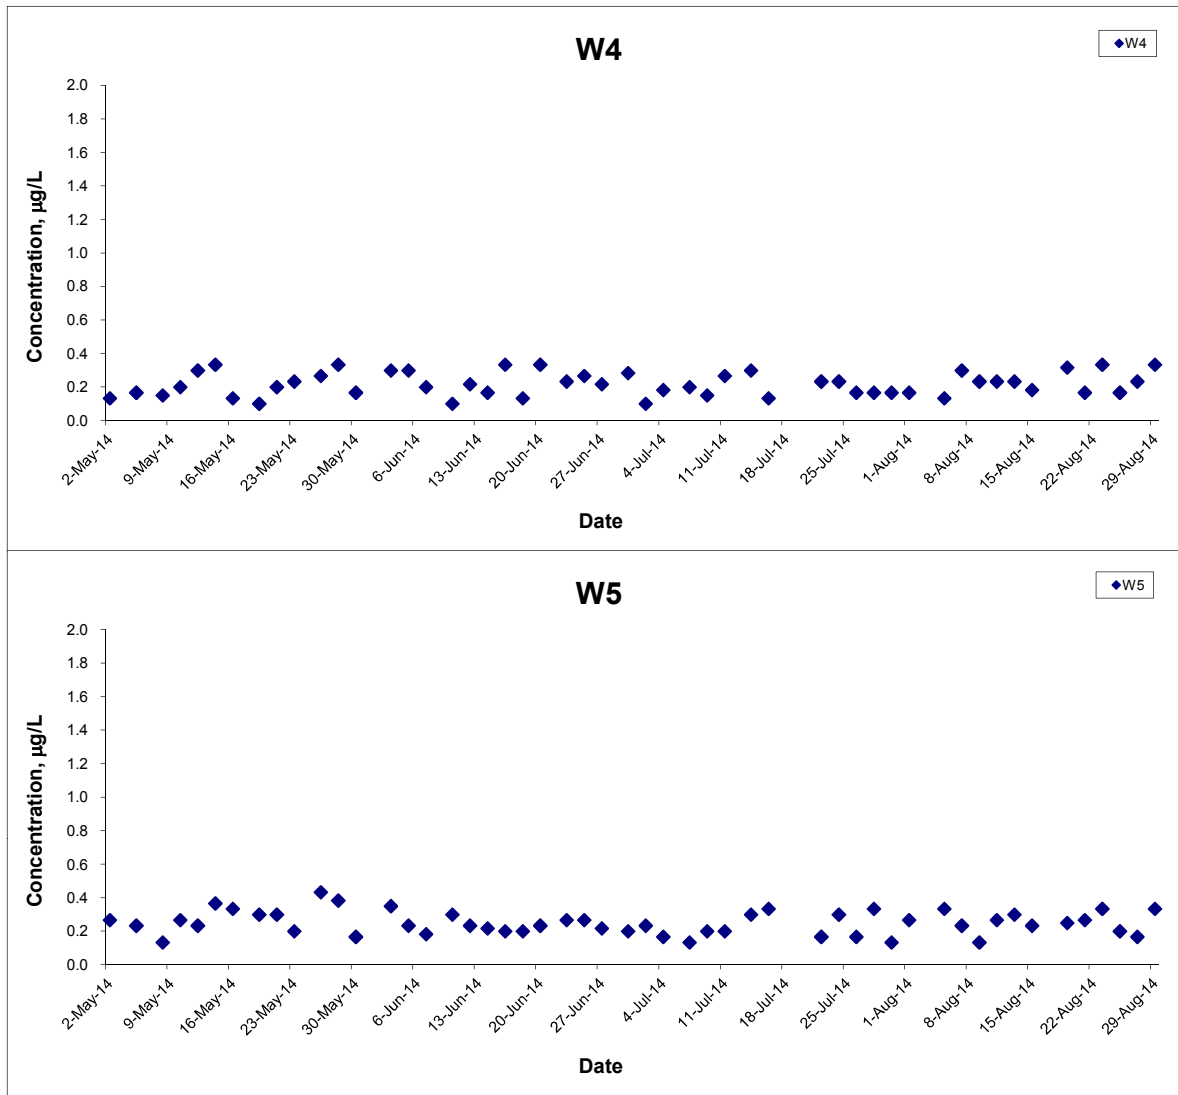 W4
W4
2.0
1.8
1.6
1.4
1.2
1.0
0.8
0.6
0.4
0.2
0.0
Concentration, µg/L
2-May-14
9-May-14
16-May-14
23-May-14
30-May-14
6-Jun-14
13-Jun-14
20-Jun-14
27-Jun-14
4-Jul-14
11-Jul-14
18-Jul-14
25-Jul-14
1-Aug-14
8-Aug-14
15-Aug-14
22-Aug-14
29-Aug-14
Date
W5
W5
2.0
1.8
1.6
1.4
1.2
1.0
0.8
0.6
0.4
0.2
0.0
Concentration, µg/L
2-May-14
9-May-14
16-May-14
23-May-14
30-May-14
6-Jun-14
13-Jun-14
20-Jun-14
27-Jun-14
4-Jul-14
11-Jul-14
18-Jul-14
25-Jul-14
1-Aug-14
8-Aug-14
15-Aug-14
22-Aug-14
29-Aug-14
Date